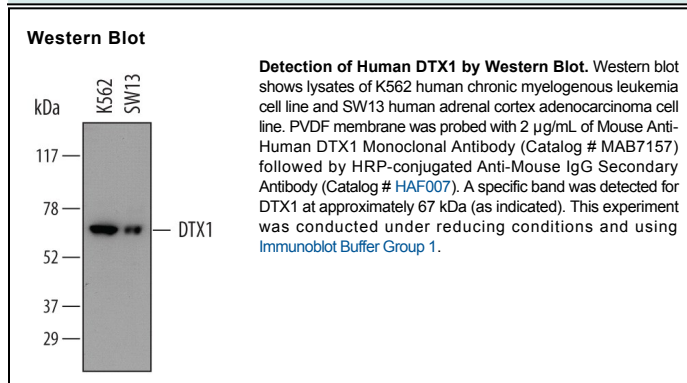 Western Blot
kDa
K562
SW13
117
78
52
37
29
DTX1
Detection of Human DTX1 by Western Blot. Western blot
shows lysates of K562 human chronic myelogenous leukemia
cell line and SW13 human adrenal cortex adenocarcinoma cell
line. PVDF membrane was probed with 2 µg/mL of Mouse Anti-
Human DTX1 Monoclonal Antibody (Catalog # MAB7157)
followed by HRP-conjugated Anti-Mouse IgG Secondary
Antibody (Catalog # HAF007). A specific band was detected for
DTX1 at approximately 67 kDa (as indicated). This experiment
was conducted under reducing conditions and using
Immunoblot Buffer Group 1.